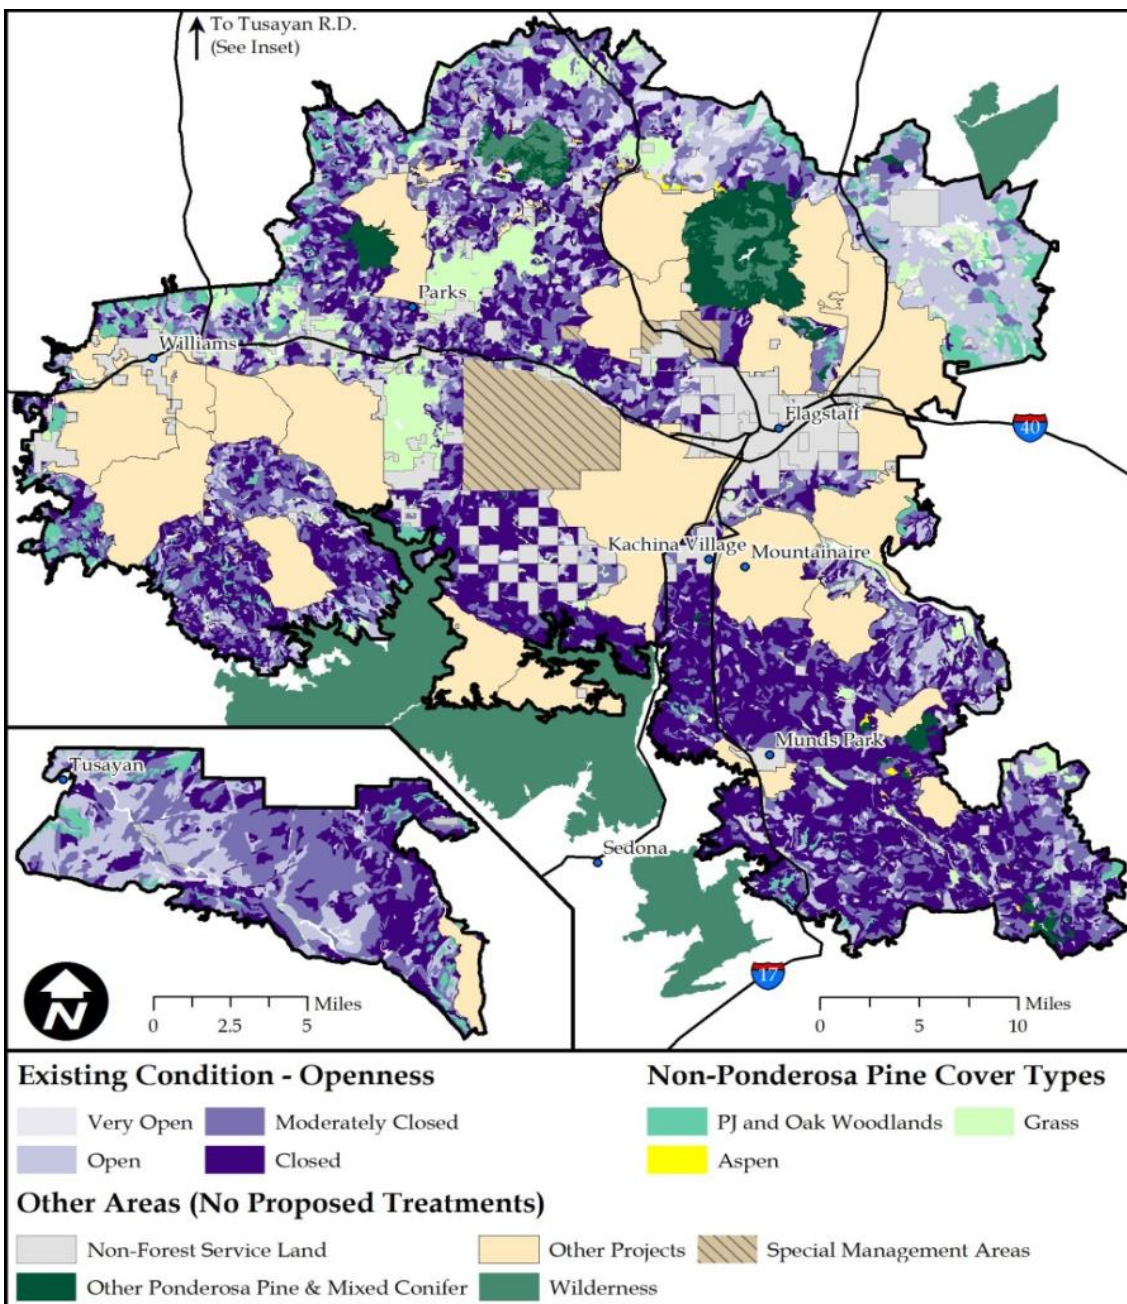 To Tusayan R.D.
(See Inset)
Parks
Williams
Flagstaff
40
Kachina Village
Mountainaire
Munds Park
Tusayan
Sedona
17
N
Miles
0 2.5 5
Miles
0 5 10
Existing Condition - Openness
Very Open
Moderately Closed
Open
Closed
Non-Ponderosa Pine Cover Types
PJ and Oak Woodlands
Grass
Aspen
Other Areas (No Proposed Treatments)
Non-Forest Service Land
Other Projects
Special Management Areas
Other Ponderosa Pine & Mixed Conifer
Wilderness